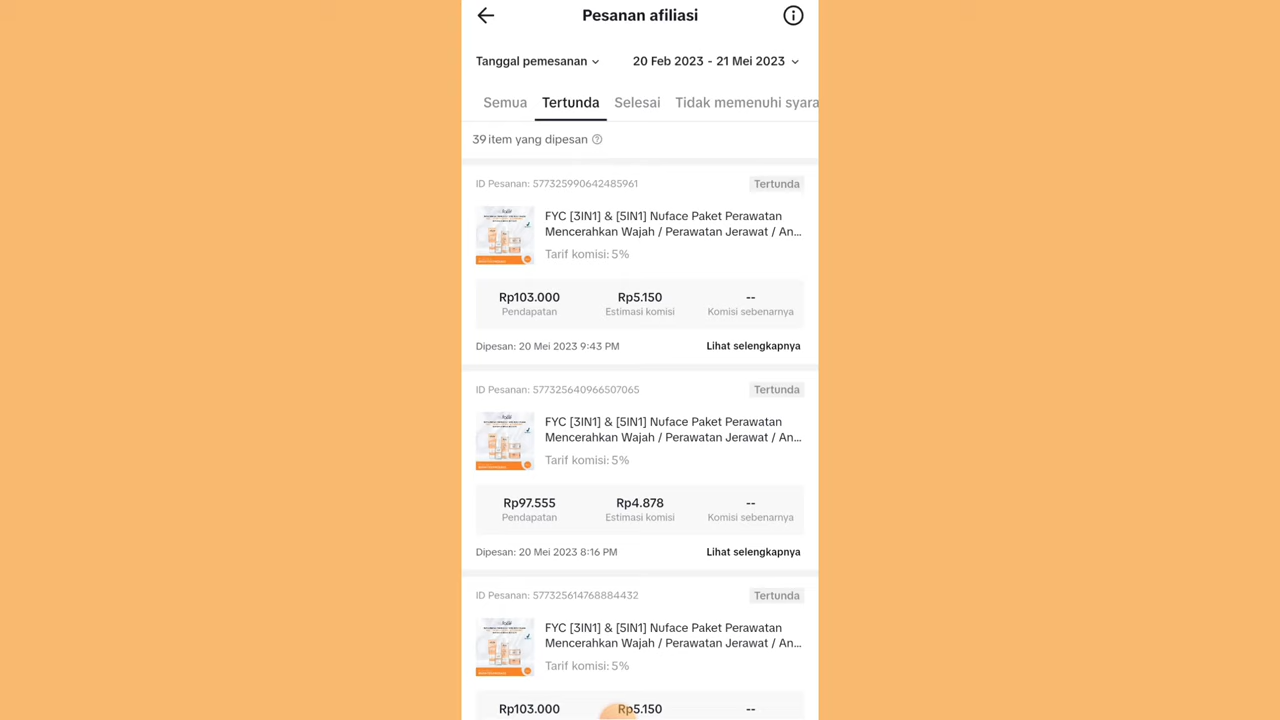 Pesanan afiliasi
Tanggal pemesanan
20 Feb 2023 - 21 Mei 2023
Semua
Tertunda
Selesai
Tidak memenuhi syara
39 item yang dipesan
ID Pesanan: 577325990642485961
Tertunda
FYC [3IN1] & [5IN1] Nuface Paket Perawatan
Mencerahkan Wajah / Perawatan Jerawat / An...
Tarif komisi: 5%
Rp103.000
Rp5.150
--
Pendapatan
Estimasi komisi
Komisi sebenarnya
Dipesan: 20 Mei 2023 9:43 PM
Lihat selengkapnya
ID Pesanan: 577325640966507065
Tertunda
FYC [3IN1] & [5IN1] Nuface Paket Perawatan
Mencerahkan Wajah / Perawatan Jerawat / An...
Tarif komisi: 5%
Rp97.555
Rp4.878
--
Pendapatan
Estimasi komisi
Komisi sebenarnya
Dipesan: 20 Mei 2023 8:16 PM
Lihat selengkapnya
ID Pesanan: 577325614768884432
Tertunda
FYC [3IN1] & [5IN1] Nuface Paket Perawatan
Mencerahkan Wajah / Perawatan Jerawat / An...
Tarif komisi: 5%
Rp103.000
Rp5.150
--